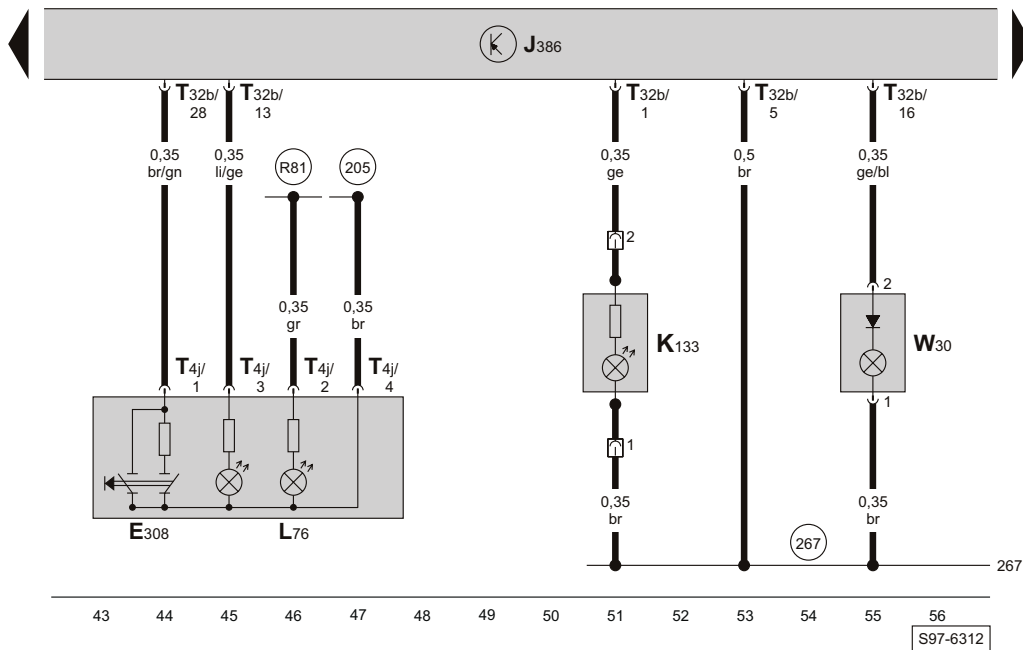 J386
T32b/ T32b/ T32b/ T32b/ T32b/
28 13 1 5 16
0,35 0,35 0,35 0,5 0,35
br/gn li/ge R81 205 ge br ge/bl
2
2
0,35 0,35
gr br
K133 W30
T4j/ T4j/ T4j/ T4j/
1 3 2 4
1
1
0,35 0,35
br br
E308 L76
267
267
43 44 45 46 47 48 49 50 51 52 53 54 55 56
S97-6312